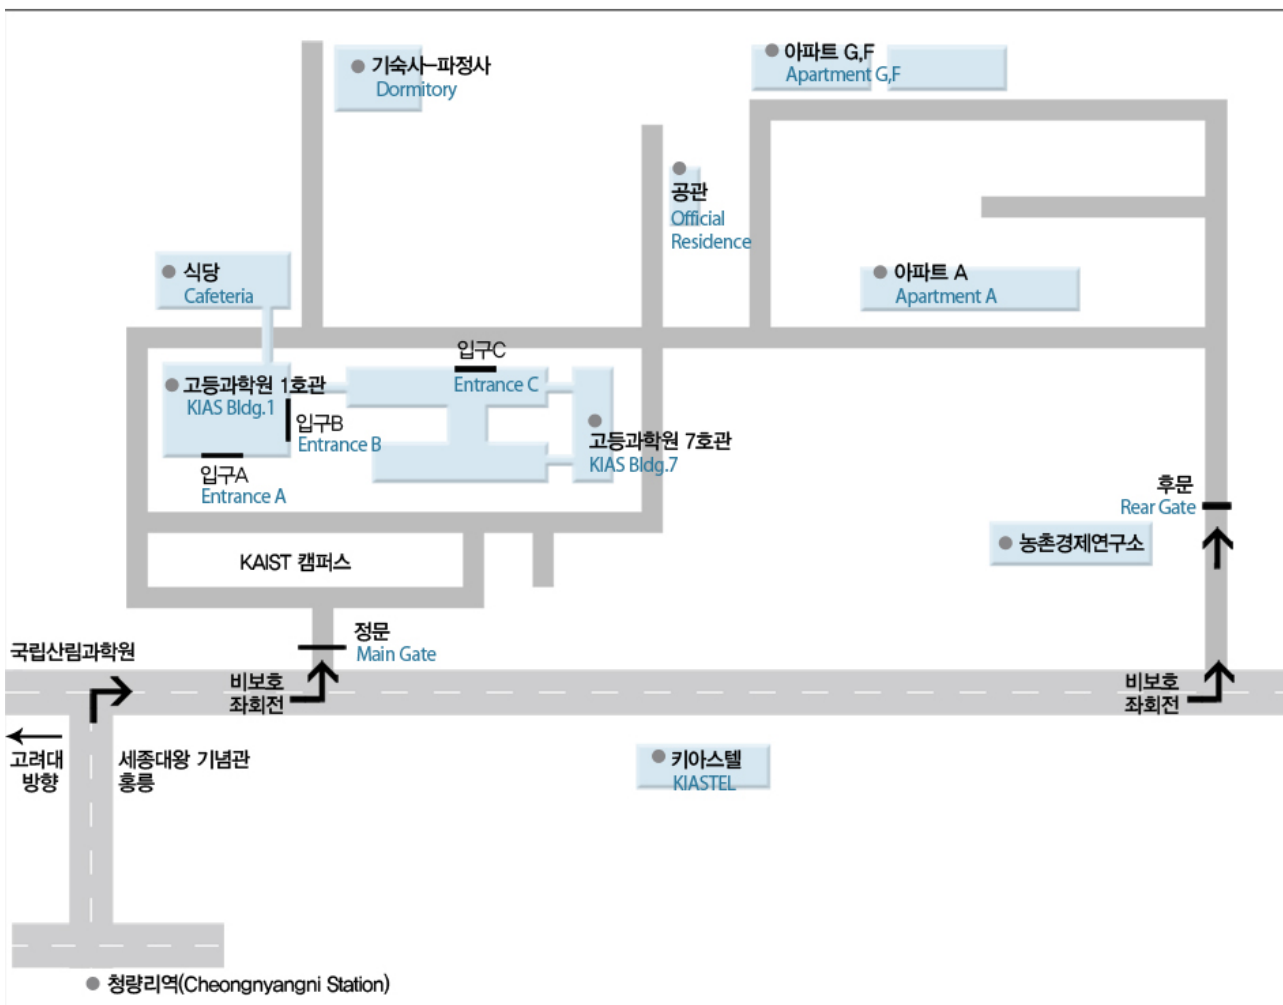 기숙사-파정사
Dormitory
아파트 G,F
Apartment G,F
공관
Official
Residence
식당
Cafeteria
아파트 A
Apartment A
입구C
Entrance C
고등과학원 1호관
KIAS Bldg.1
입구B
Entrance B
고등과학원 7호관
KIAS Bldg.7
입구A
Entrance A
후문
Rear Gate
농촌경제연구소
KAIST 캠퍼스
정문
Main Gate
국립산림과학원
비보호
좌회전
비보호
좌회전
고려대
방향
세종대왕 기념관
홍릉
키아스텔
KIASTEL
청량리역(Cheongnyangni Station)